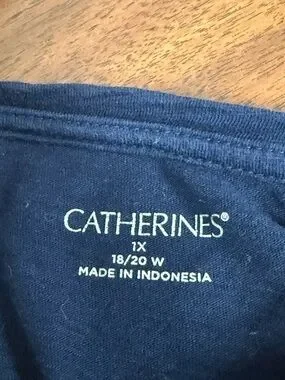 CATHERINES®
1X
18/20 W
MADE IN INDONESIA